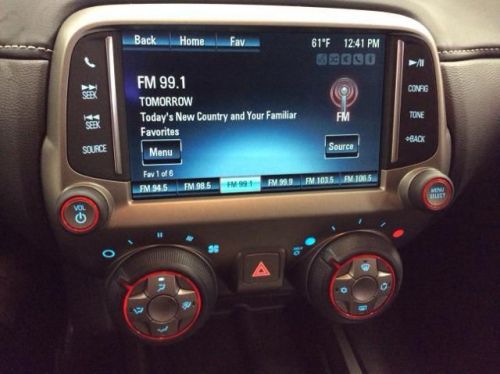 Back Home Fav 61°F 12:41 PM
FM 99.1
TOMORROW
Today's New Country and Your Familiar
Favorites
FM
Menu
Source
Fav 1 of 6
FM 94.5 FM 98.5 FM 99.1 FM 99.9 FM 103.5 FM 106.5
SEEK
SEEK
SOURCE
CONFIG
TONE
BACK
VOL
MENU
SELECT